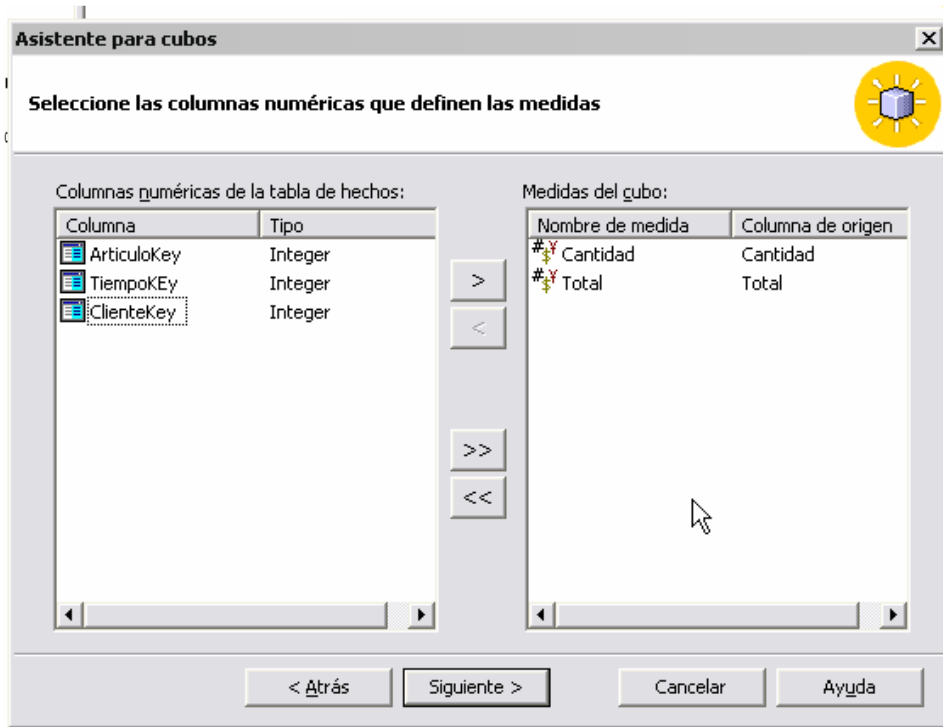 Asistente para cubos
Seleccione las columnas numéricas que definen las medidas
Columnas numéricas de la tabla de hechos:
Medidas del cubo:
Columna Tipo
Nombre de medida Columna de origen
ArticuloKey Integer
Cantidad Cantidad
TiempoKEy Integer
Total Total
ClienteKey Integer
>
<
>>
<<
< Atrás Siguiente > Cancelar Ayuda